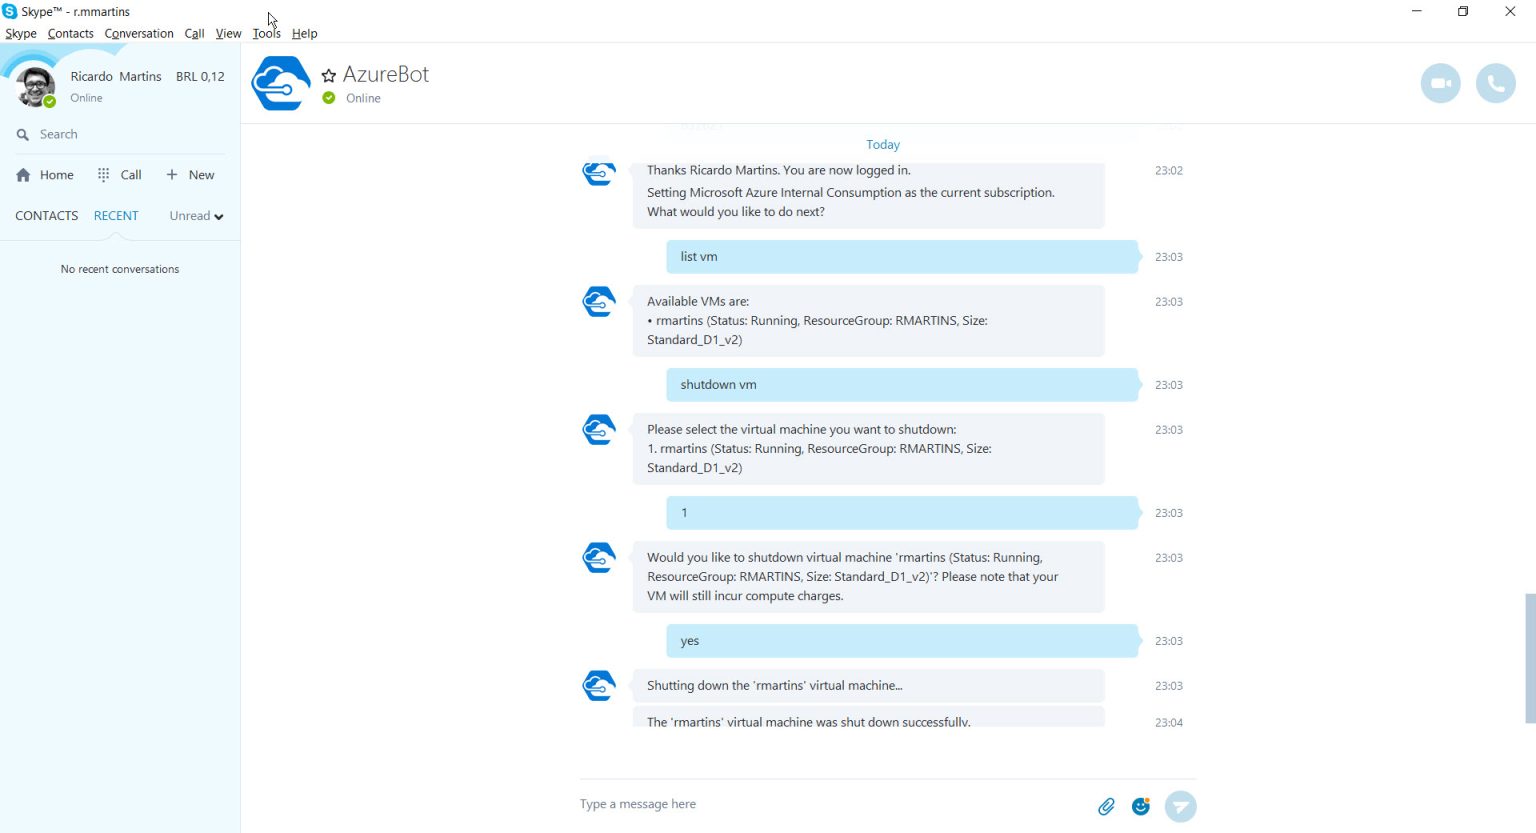 Skype™ - r.mmartins
Skype Contacts Conversation Call View Tools Help
Ricardo Martins BRL 0,12
Online
Search
Home Call New
CONTACTS RECENT Unread
No recent conversations
AzureBot
Online
Today
Thanks Ricardo Martins. You are now logged in. 23:02
Setting Microsoft Azure Internal Consumption as the current subscription.
What would you like to do next?
list vm 23:03
Available VMs are: 23:03
• rmartins (Status: Running, ResourceGroup: RMARTINS, Size:
Standard_D1_v2)
shutdown vm 23:03
Please select the virtual machine you want to shutdown: 23:03
1. rmartins (Status: Running, ResourceGroup: RMARTINS, Size:
Standard_D1_v2)
1 23:03
Would you like to shutdown virtual machine 'rmartins (Status: Running, 23:03
ResourceGroup: RMARTINS, Size: Standard_D1_v2)'? Please note that your
VM will still incur compute charges.
yes 23:03
Shutting down the 'rmartins' virtual machine... 23:03
The 'rmartins' virtual machine was shut down successfully. 23:04
Type a message here